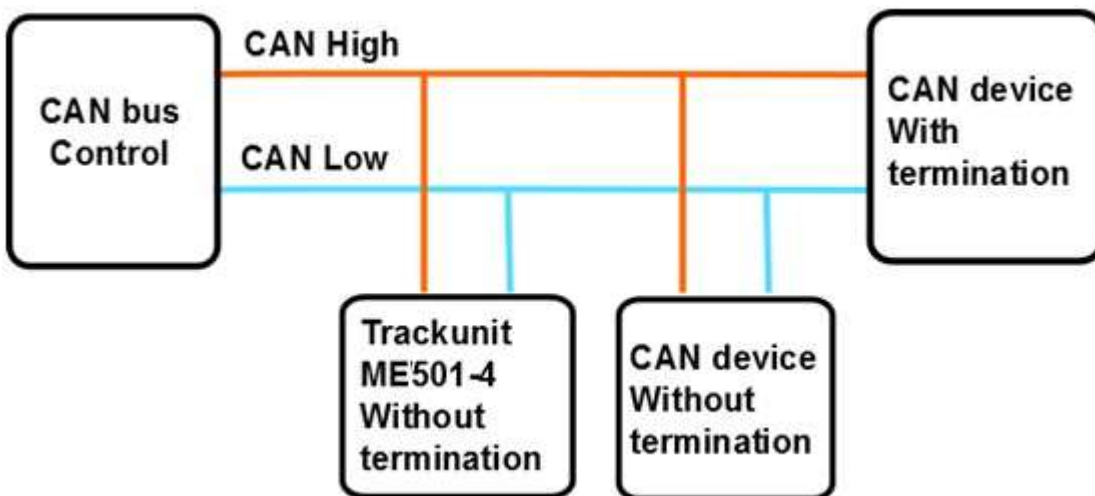 CAN High
CAN bus
Control
CAN Low
CAN device
With
termination
Trackunit
ME501-4
Without
termination
CAN device
Without
termination